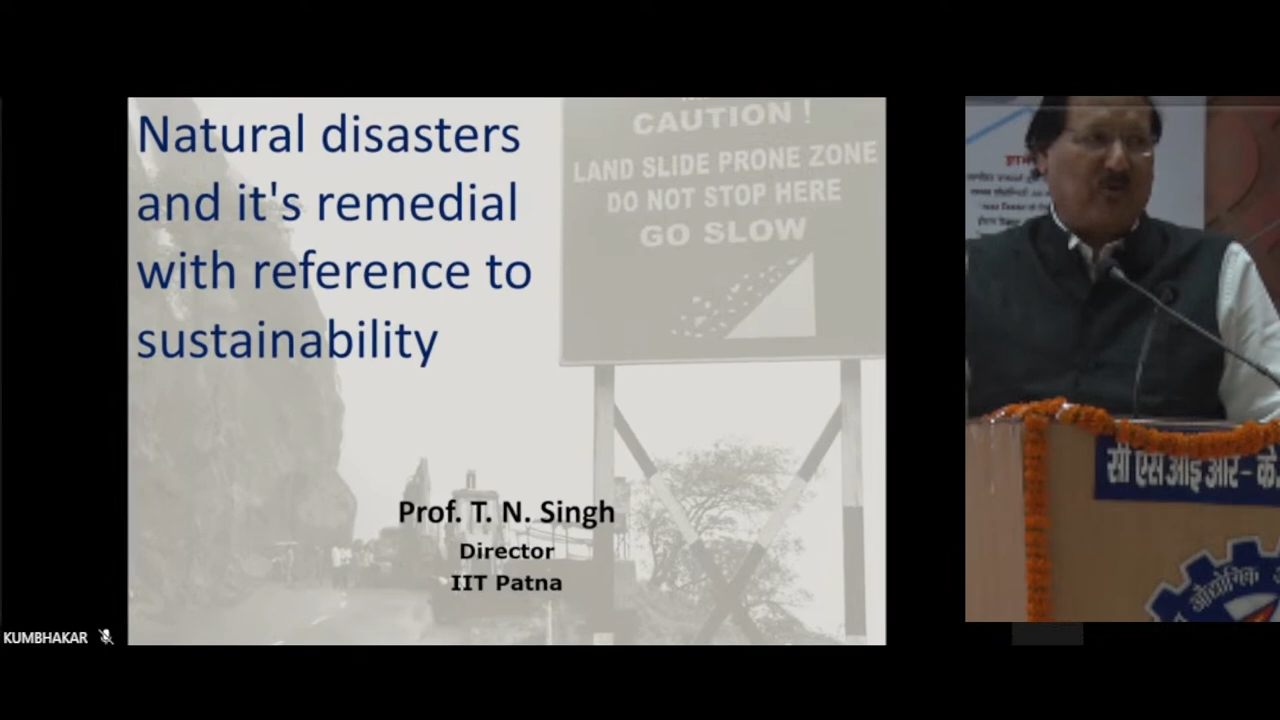 Natural disasters
and it's remedial
with reference to
sustainability
CAUTION !
LAND SLIDE PRONE ZONE
DO NOT STOP HERE
GO SLOW
Prof. T. N. Singh
Director
IIT Patna
KUMBHAKAR
सी एस आई आर - के
औद्योगिक